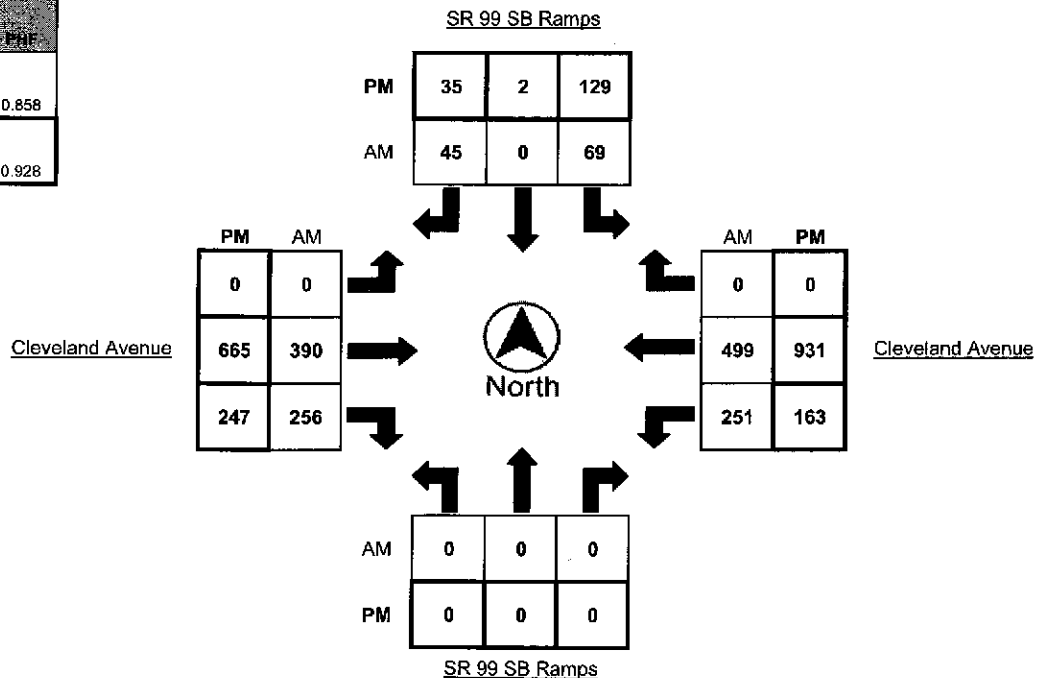 PHF
0.858
0.928
SR 99 SB Ramps
PM 35 2 129
AM 45 0 69
PM AM
0 0
665 390
247 256
Cleveland Avenue
North
AM PM
0 0
499 931
251 163
Cleveland Avenue
AM 0 0 0
PM 0 0 0
SR 99 SB Ramps